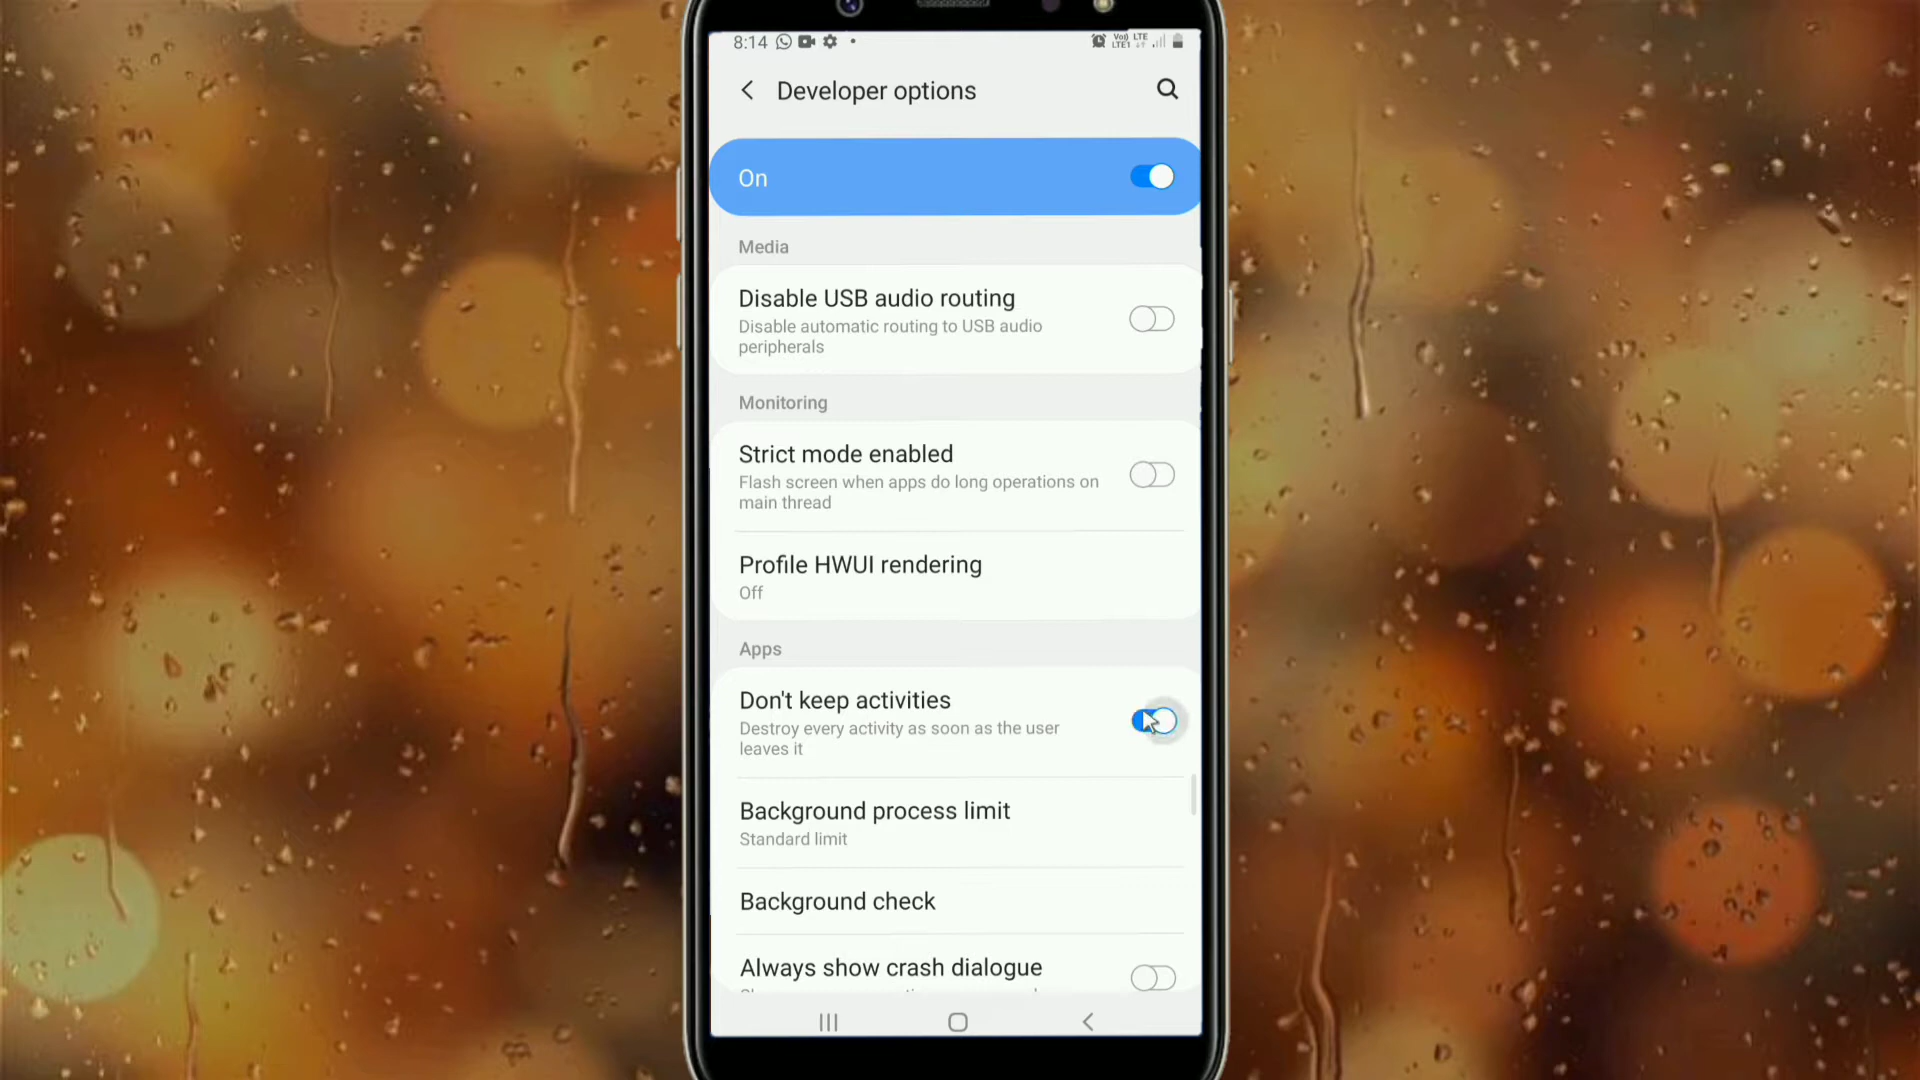 8:14
Vo) LTE
LTE1
Developer options
On
Media
Disable USB audio routing
Disable automatic routing to USB audio
peripherals
Monitoring
Strict mode enabled
Flash screen when apps do long operations on
main thread
Profile HWUI rendering
Off
Apps
Don't keep activities
Destroy every activity as soon as the user
leaves it
Background process limit
Standard limit
Background check
Always show crash dialogue